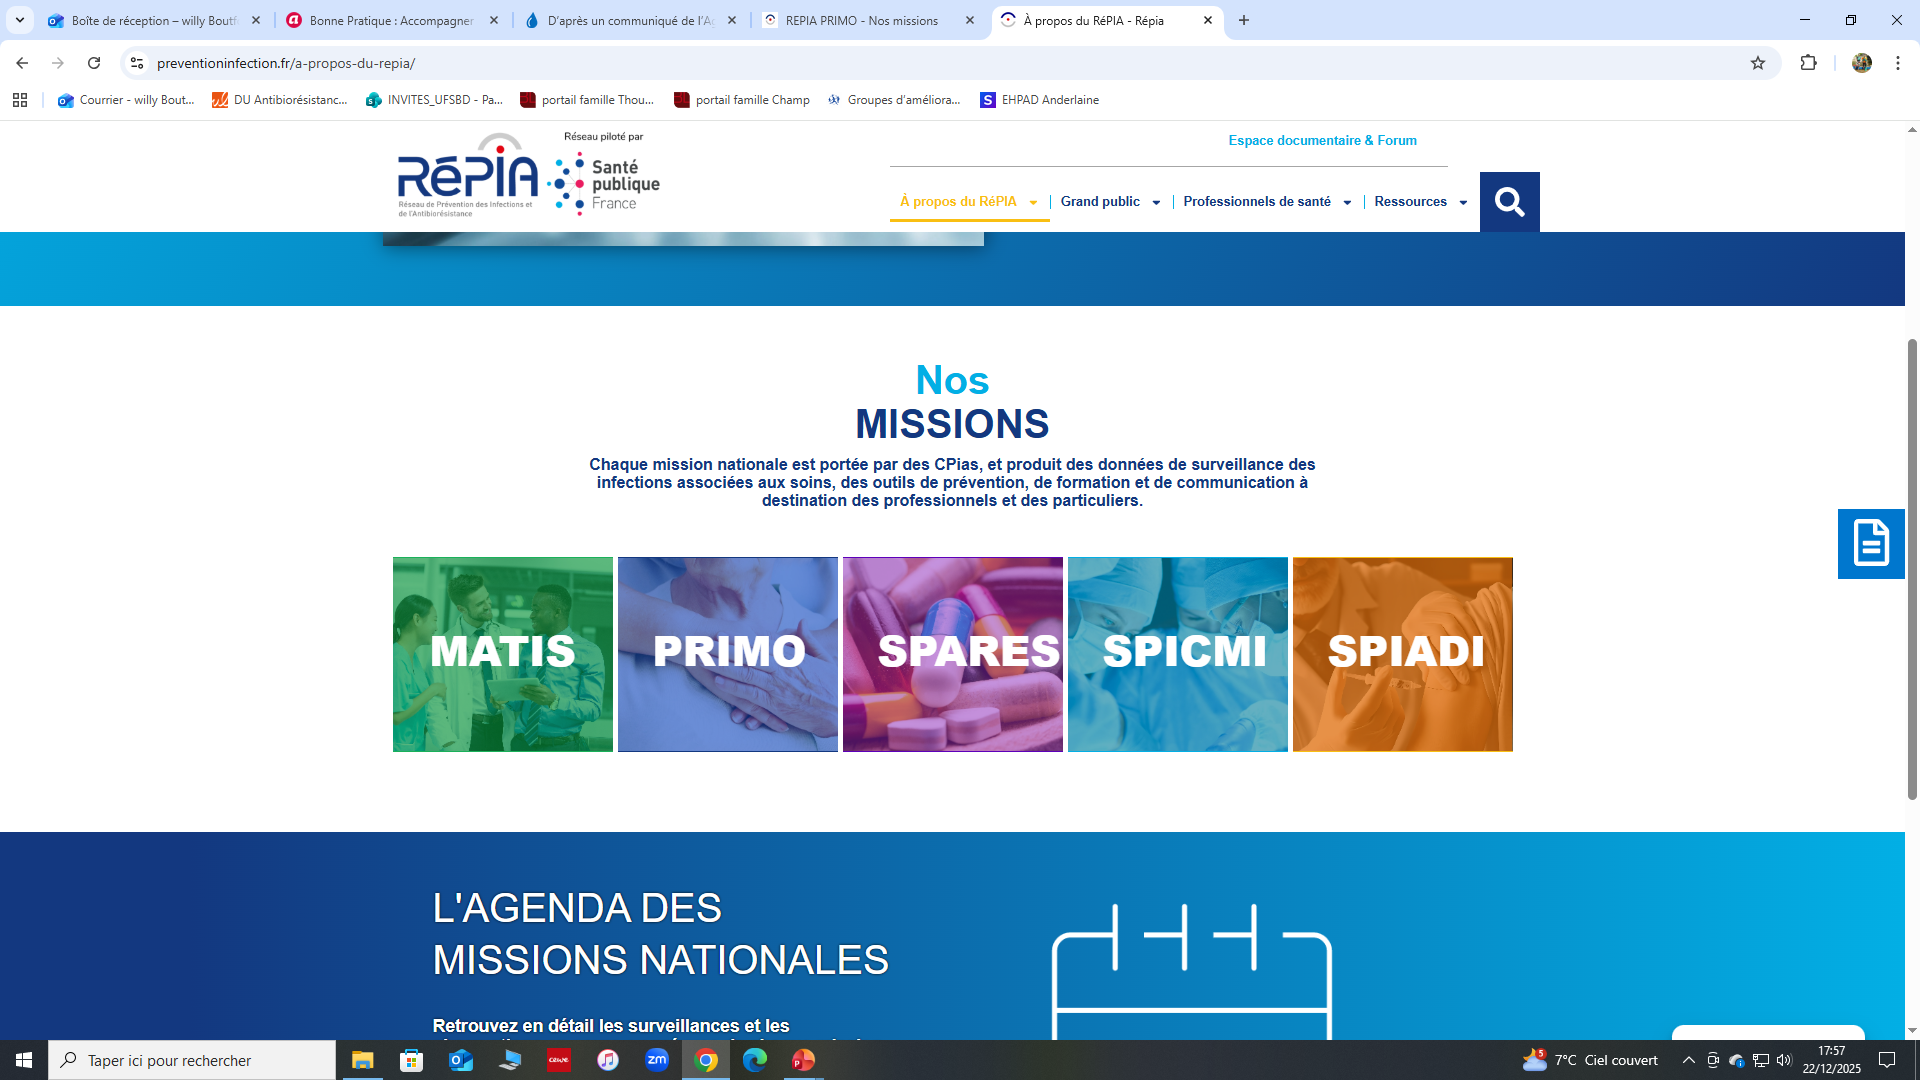 Boîte de réception – willy Boutf
Bonne Pratique : Accompagner
D'après un communiqué de l'A
REPIA PRIMO - Nos missions
À propos du RéPIA - Répia
preventioninfection.fr/a-propos-du-repia/
Courrier - willy Bout...
DU Antibiorésistanc...
INVITES_UFSBD - Pa...
portail famille Thou...
portail famille Champ
Groupes d'améliora...
S
EHPAD Anderlaine
Réseau piloté par
RéPIA
Réseau de Prévention des Infections et
de l'Antibiorésistance
Santé
publique
France
Espace documentaire & Forum
À propos du RéPIA
Grand public
Professionnels de santé
Ressources
Nos
MISSIONS
Chaque mission nationale est portée par des CPias, et produit des données de surveillance des
infections associées aux soins, des outils de prévention, de formation et de communication à
destination des professionnels et des particuliers.
MATIS
PRIMO
SPARES
SPICMI
SPIADI
L'AGENDA DES
MISSIONS NATIONALES
Retrouvez en détail les surveillances et les
Taper ici pour rechercher
cewe
zm
5
7°C Ciel couvert
17:57
22/12/2025